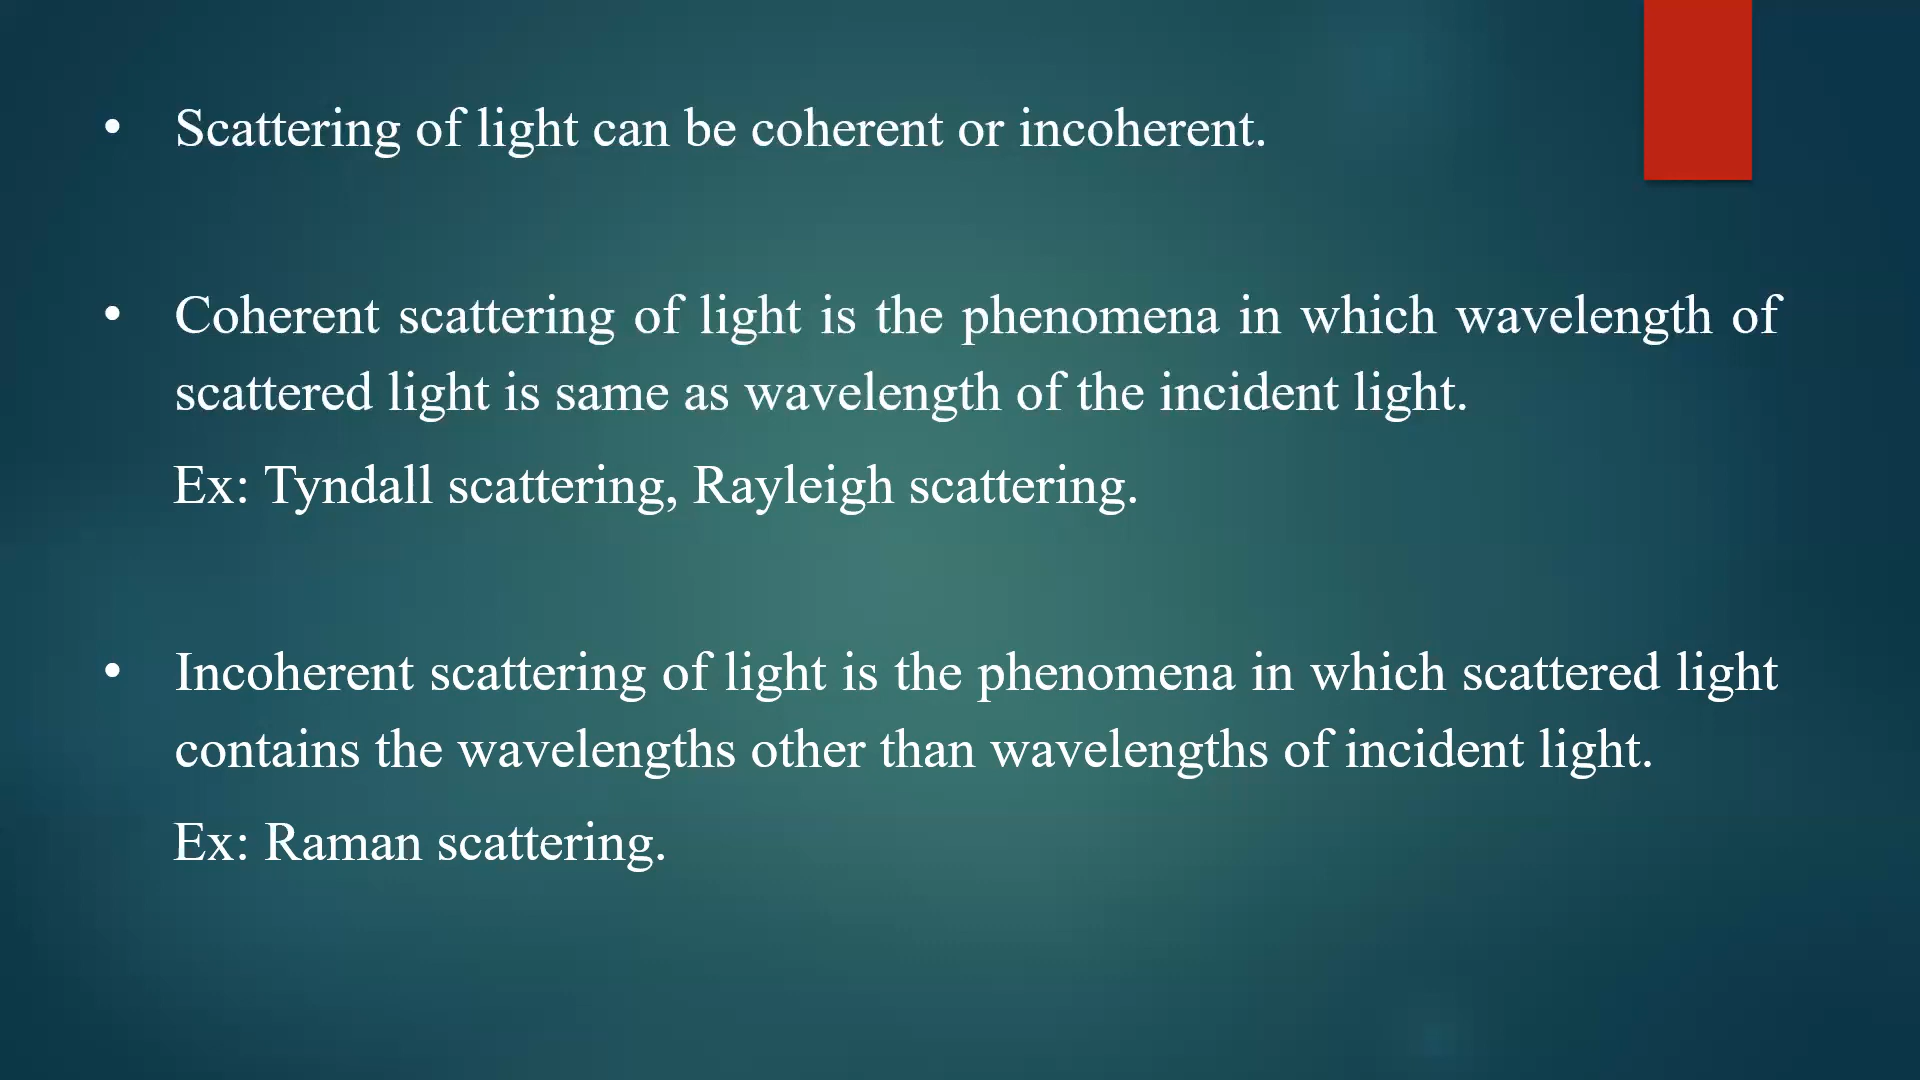 • Scattering of light can be coherent or incoherent.
• Coherent scattering of light is the phenomena in which wavelength of
scattered light is same as wavelength of the incident light.
Ex: Tyndall scattering, Rayleigh scattering.
• Incoherent scattering of light is the phenomena in which scattered light
contains the wavelengths other than wavelengths of incident light.
Ex: Raman scattering.